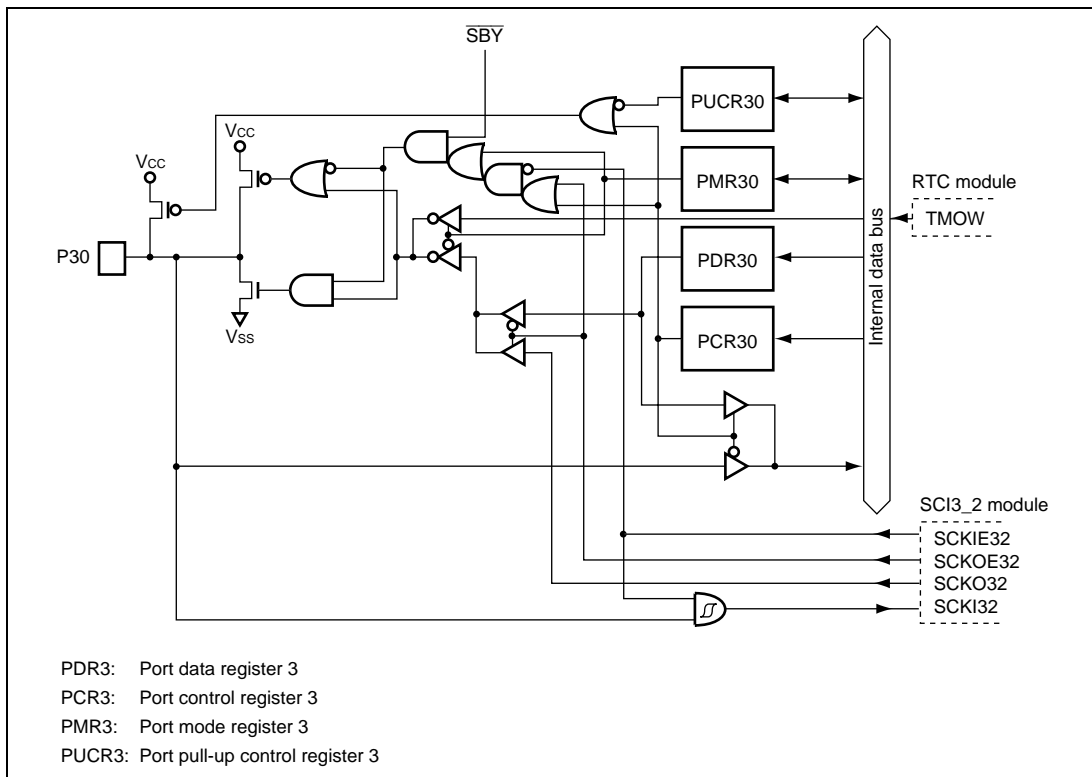 SBY
PUCR30
VCC
VCC
PMR30
RTC module
TMOW
P30
PDR30
Internal data bus
VSS
PCR30
SCI3_2 module
SCKIE32
SCKOE32
SCKO32
SCKI32
PDR3: Port data register 3
PCR3: Port control register 3
PMR3: Port mode register 3
PUCR3: Port pull-up control register 3